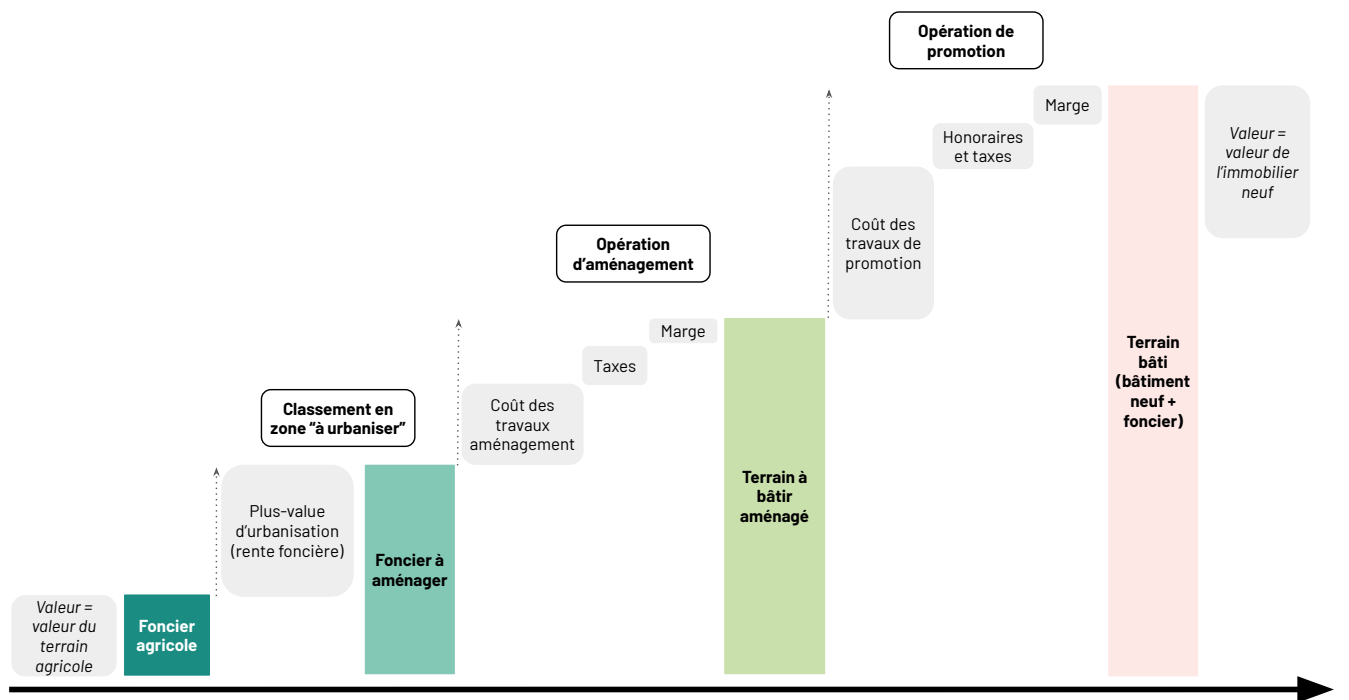 Opération de
promotion
Marge
Honoraires
et taxes
Valeur =
valeur de
l'immobilier
neuf
Coût des
travaux de
promotion
Opération
d'aménagement
Marge
Taxes
Terrain
bâti
(bâtiment
neuf +
foncier)
Classement en
zone "à urbaniser"
Coût des
travaux
aménagement
Terrain à
bâtir
aménagé
Plus-value
d'urbanisation
(rente foncière)
Foncier à
aménager
Valeur =
valeur du
terrain
agricole
Foncier
agricole